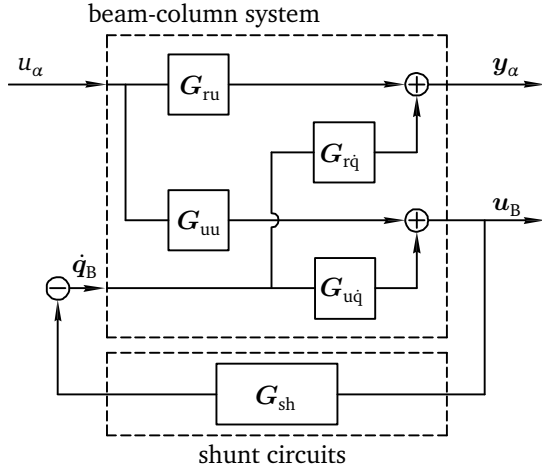 beam-column system
u_α
G_ru
y_α
G_rq̇
G_uu
u_B
q̇_B
G_uq̇
G_sh
shunt circuits